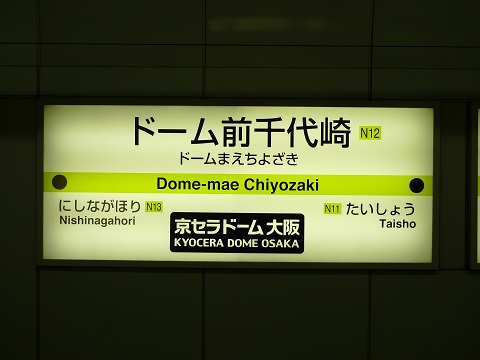 ドーム前千代崎 N12
ドームまえちよざき
Dome-mae Chiyozaki
にしながほり N13
Nishinagahori
N11 たいしょう
Taisho
京セラドーム大阪
KYOCERA DOME OSAKA